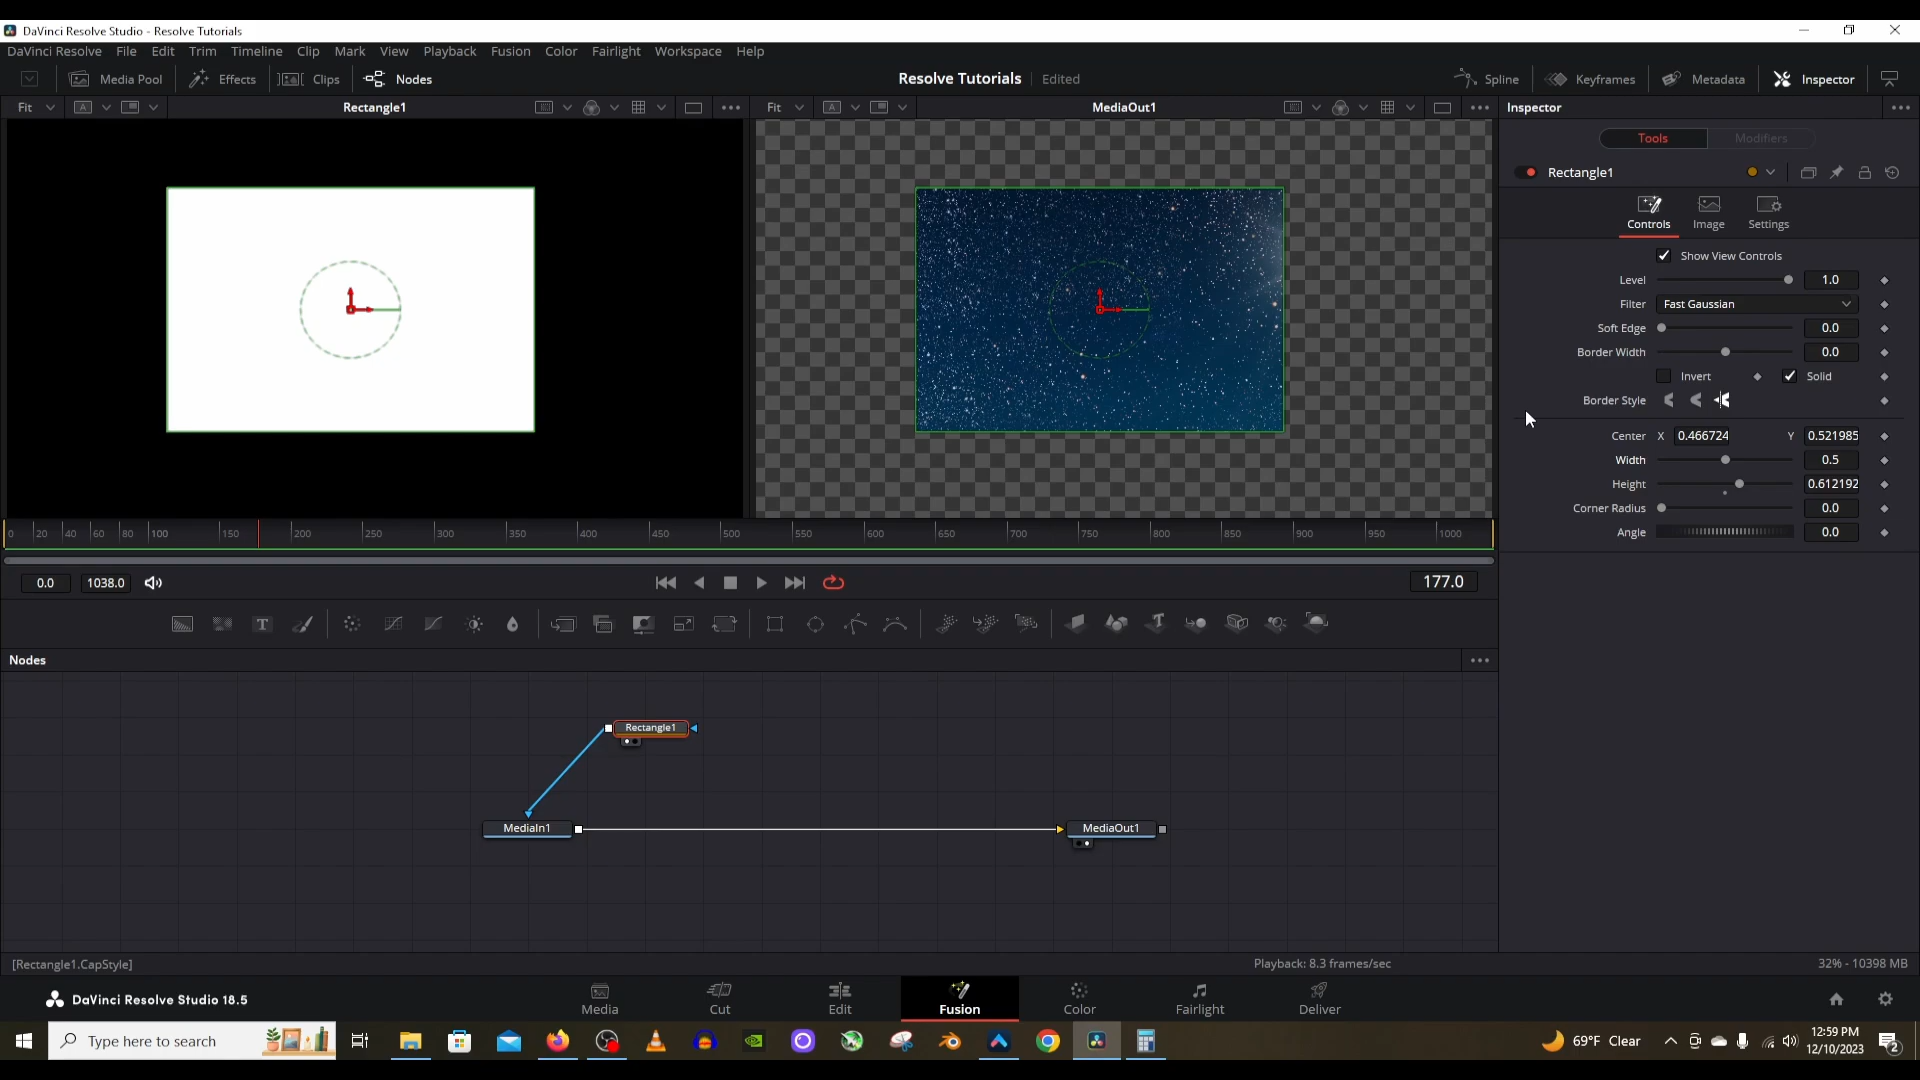 DaVinci Resolve Studio - Resolve Tutorials
DaVinci Resolve File Edit Trim Timeline Clip Mark View Playback Fusion Color Fairlight Workspace Help
Media Pool Effects Clips Nodes Resolve Tutorials Edited Spline Keyframes Metadata Inspector
Fit A Rectangle1 Fit A MediaOut1 Inspector
Tools Modifiers
Rectangle1
Controls Image Settings
Show View Controls
Level 1.0
Filter Fast Gaussian
Soft Edge 0.0
Border Width 0.0
Invert Solid
Border Style
Center X 0.466724 Y 0.521985
Width 0.5
Height 0.612192
Corner Radius 0.0
Angle 0.0
0 20 40 60 80 100 150 200 250 300 350 400 450 500 550 600 650 700 750 800 850 900 950 1000
0.0 1038.0 177.0
T T
Nodes
Rectangle1
MediaIn1 MediaOut1
[Rectangle1.CapStyle] Playback: 8.3 frames/sec 32% - 10398 MB
DaVinci Resolve Studio 18.5 Media Cut Edit Fusion Color Fairlight Deliver
Type here to search 69°F Clear 12:59 PM
12/10/2023 2